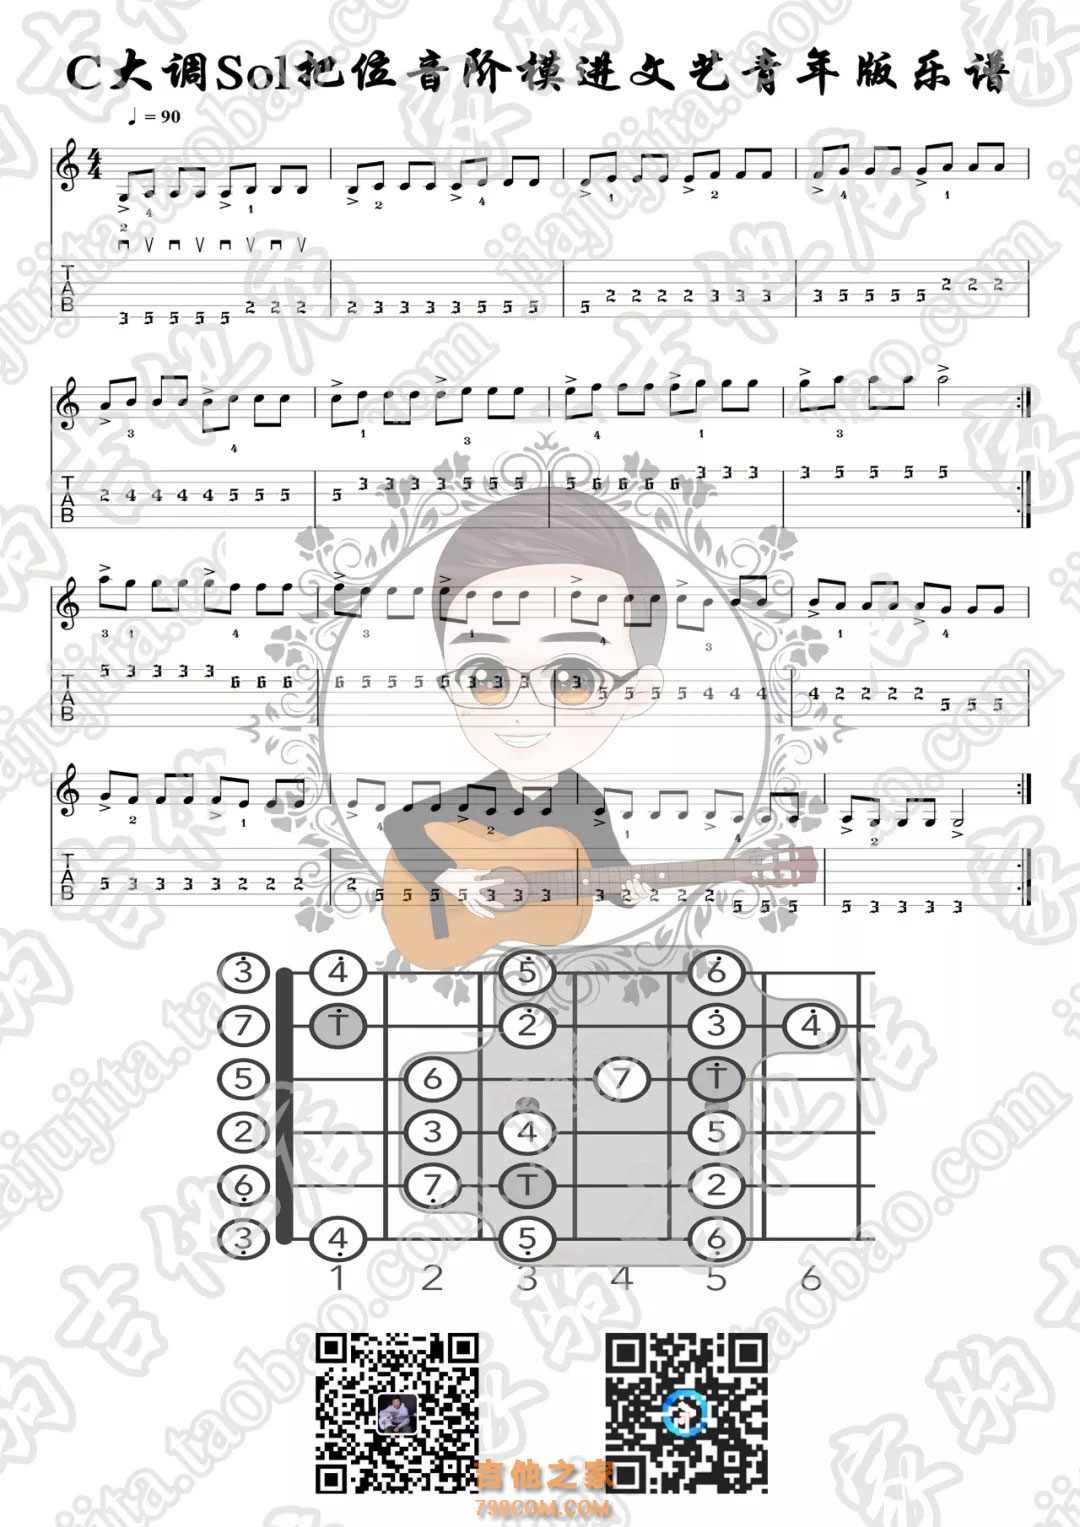 C大调Sol把位音阶模进文艺青年版乐谱
♩ = 90
4 4
4 1 2 4 1 2 4 1
2
T A B 3 5 5 5 5 2 2 2 2 3 3 3 3 5 5 5 5 2 2 2 2 3 3 3 3 5 5 5 5 2 2 2
3 4 1 3 4 1 3
T A B 2 4 4 4 4 5 5 5 5 3 3 3 3 5 5 5 5 6 6 6 6 3 3 3 3 5 5 5 5
3 1 4 3 1 4 3 1 4
T A B 5 3 3 3 3 6 6 6 6 5 5 5 5 3 3 3 3 5 5 5 5 4 4 4 4 2 2 2 2 5 5 5
2 1 4 2 1 4 2
T A B 5 3 3 3 3 2 2 2 2 5 5 5 5 3 3 3 3 2 2 2 2 5 5 5 5 3 3 3 3
3 4 5 6
7 T 2 3 4
5 6 7 T
2 3 4 5
6 7 T 2
3 4 5 6
1 2 3 4 5 6
吉他之家
798COM.COM
jiajujita.taobao.com